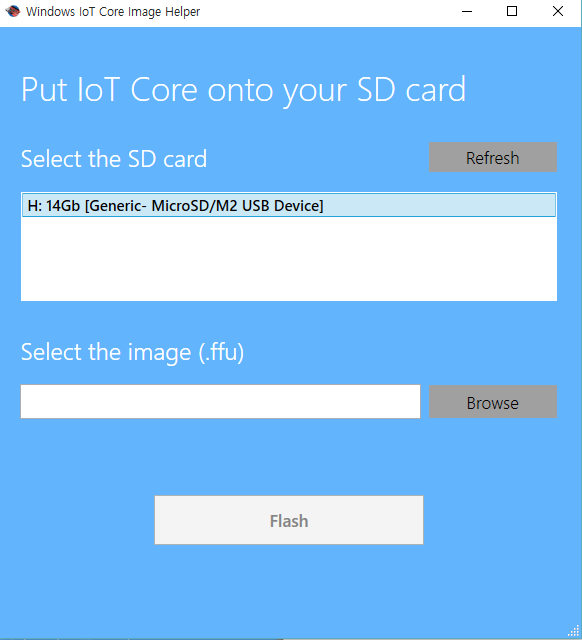 Windows IoT Core Image Helper
Put IoT Core onto your SD card
Select the SD card
Refresh
H: 14Gb [Generic- MicroSD/M2 USB Device]
Select the image (.ffu)
Browse
Flash